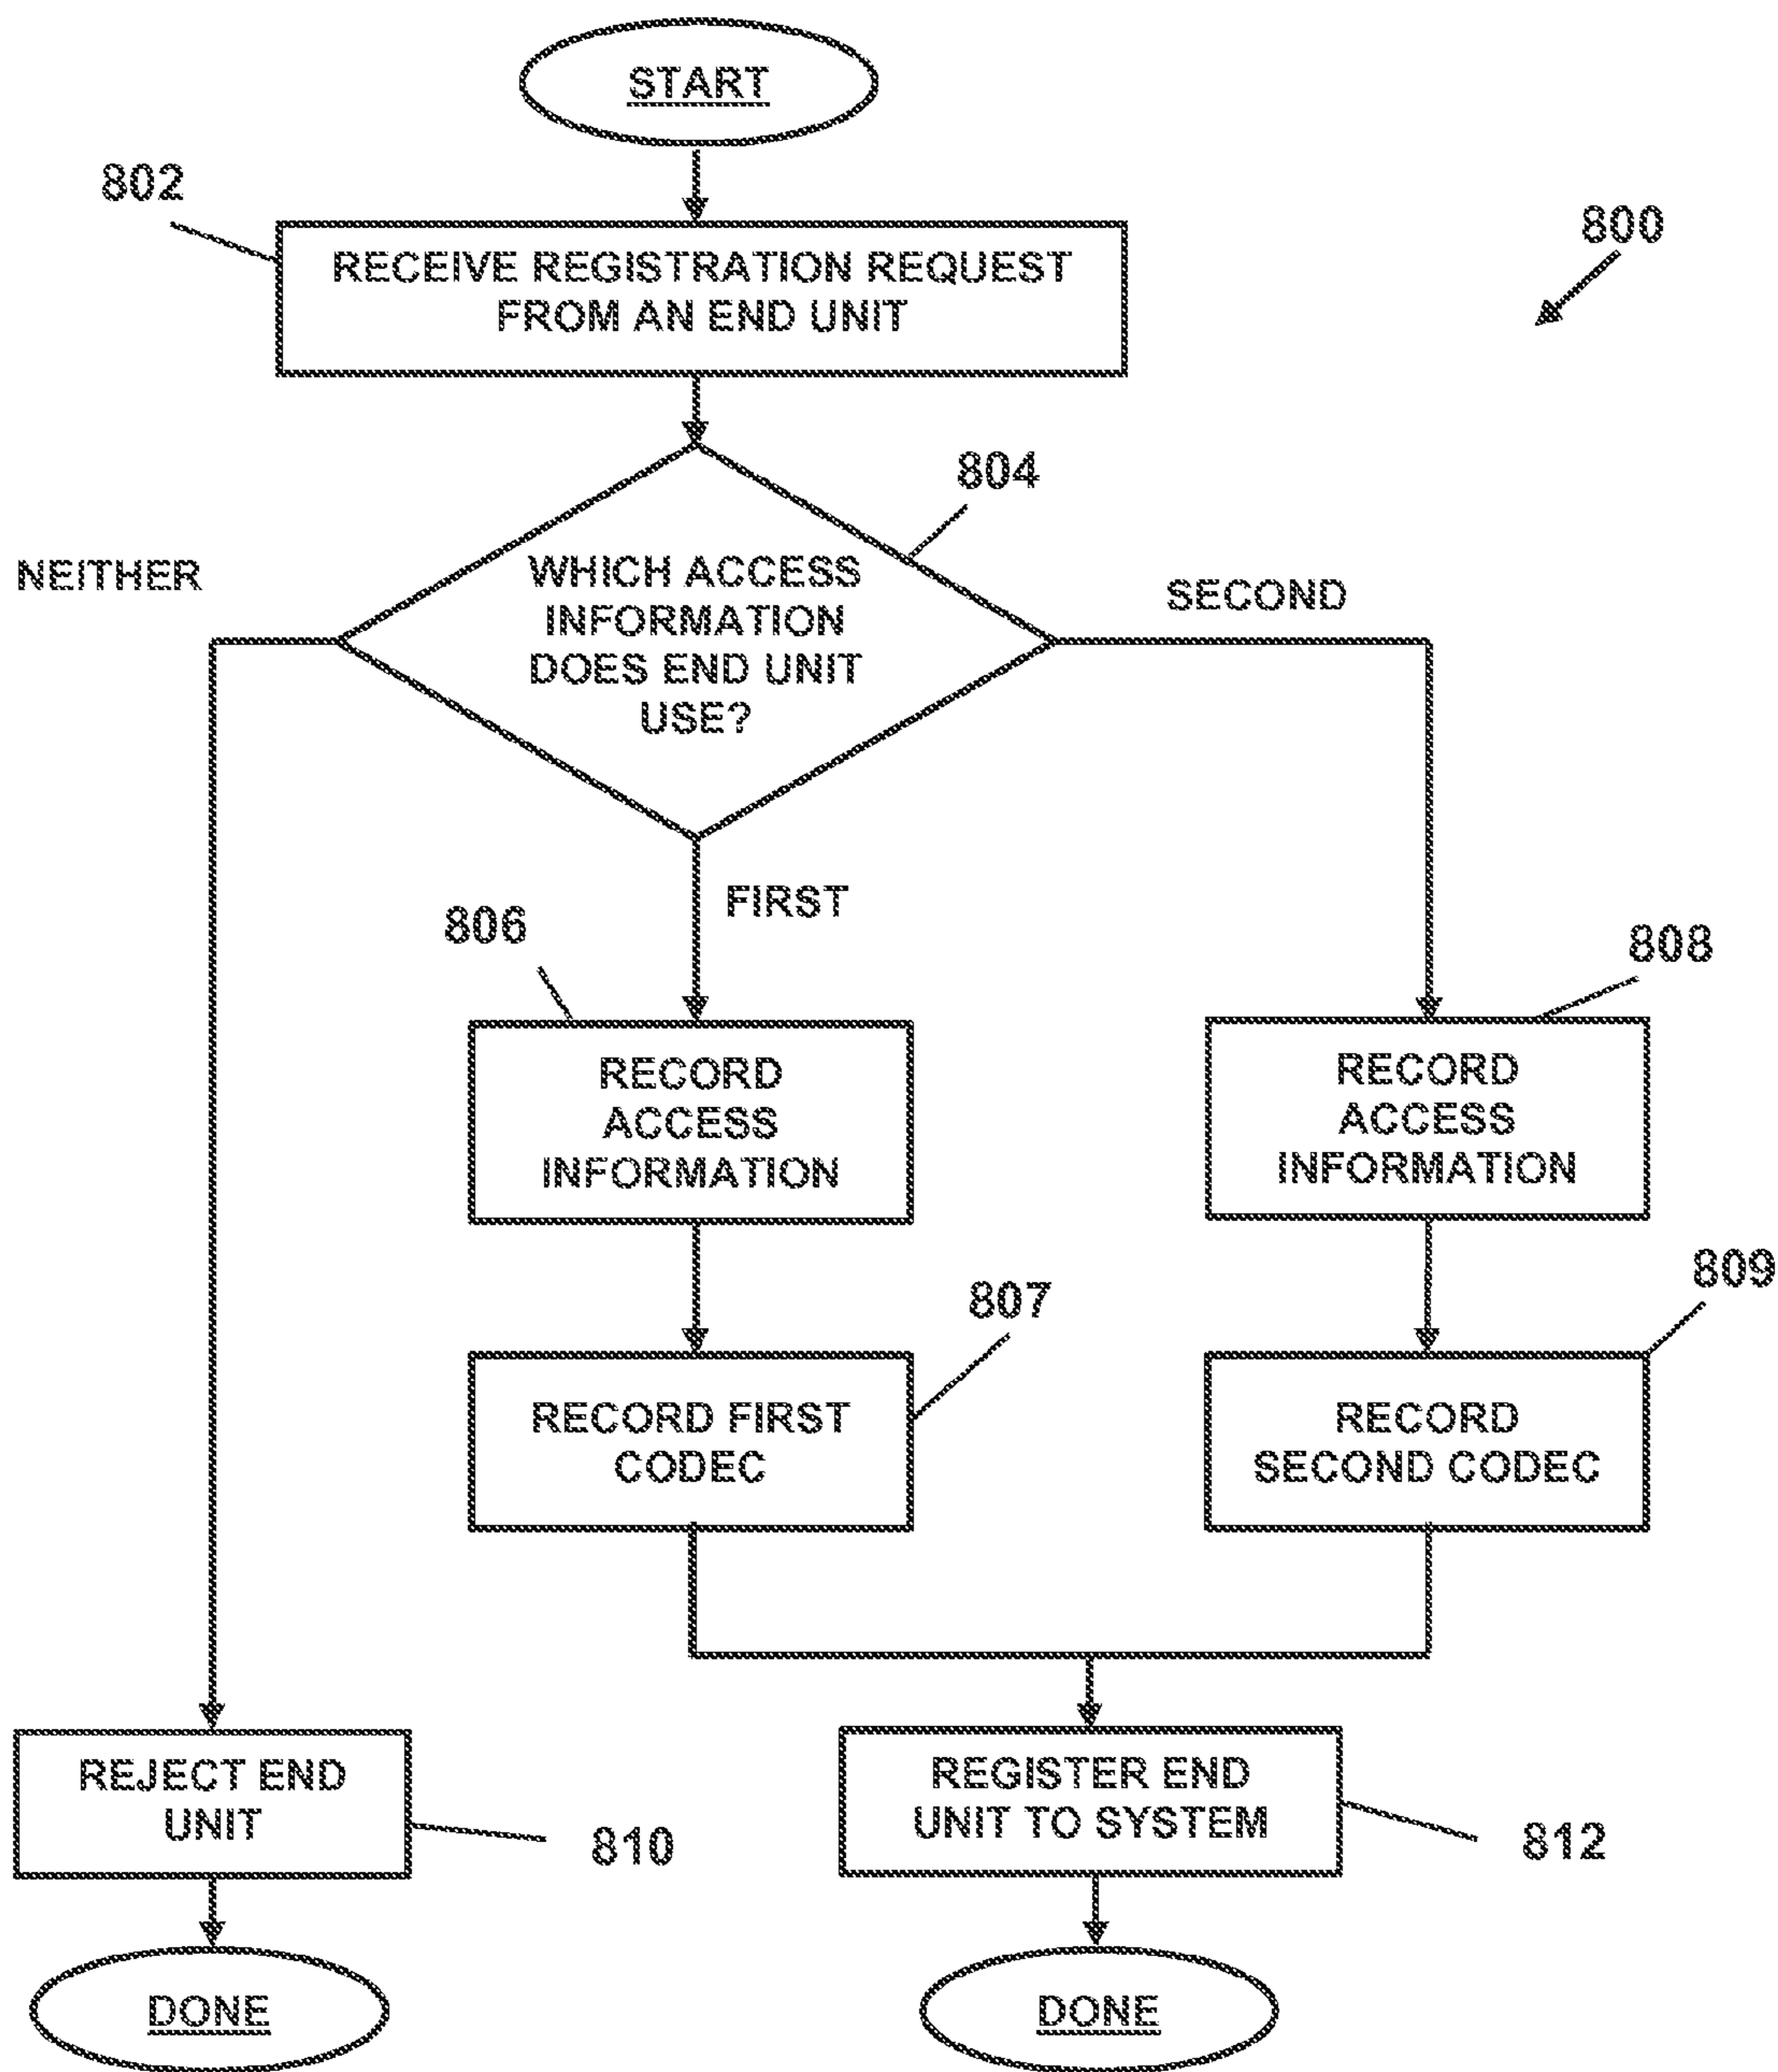 START
802
RECEIVE REGISTRATION REQUEST
FROM AN END UNIT
800
804
WHICH ACCESS
INFORMATION
DOES END UNIT
USE?
NEITHER
SECOND
FIRST
806
RECORD
ACCESS
INFORMATION
808
RECORD
ACCESS
INFORMATION
807
RECORD FIRST
CODEC
809
RECORD
SECOND CODEC
REJECT END
UNIT
810
REGISTER END
UNIT TO SYSTEM
812
DONE
DONE